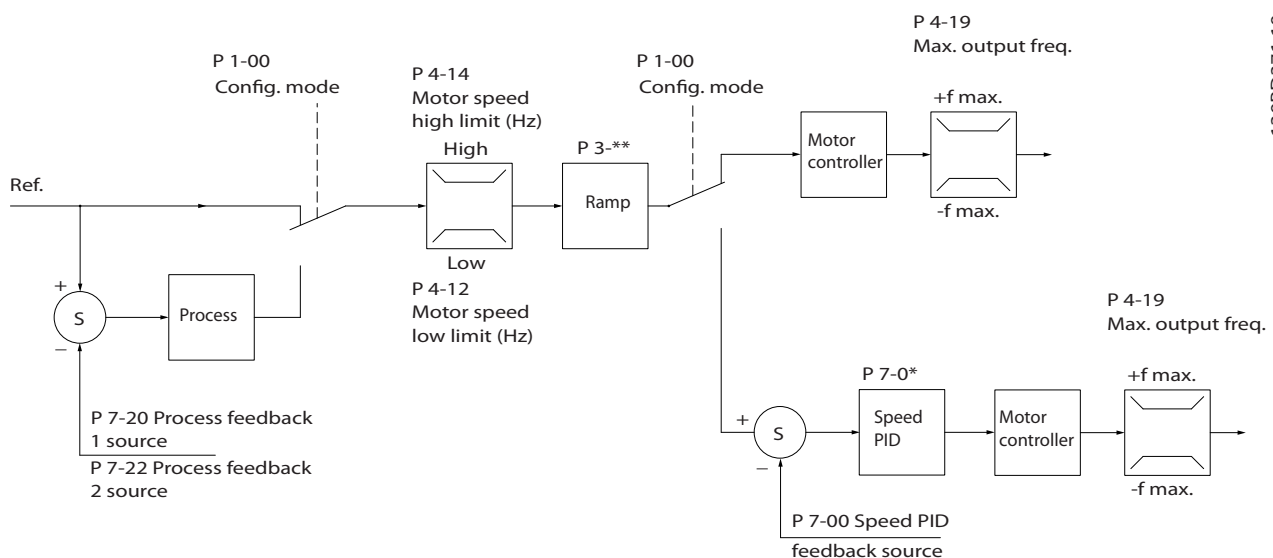 P 4-19
Max. output freq.
P 1-00
Config. mode
P 4-14
Motor speed
high limit (Hz)
P 1-00
Config. mode
+f max.
High
P 3-**
Motor
controller
Ref.
Ramp
-f max.
Low
+
S
–
Process
P 4-12
Motor speed
low limit (Hz)
P 4-19
Max. output freq.
P 7-20 Process feedback
1 source
P 7-22 Process feedback
2 source
P 7-0*
+f max.
+
S
–
Speed
PID
Motor
controller
-f max.
P 7-00 Speed PID
feedback source